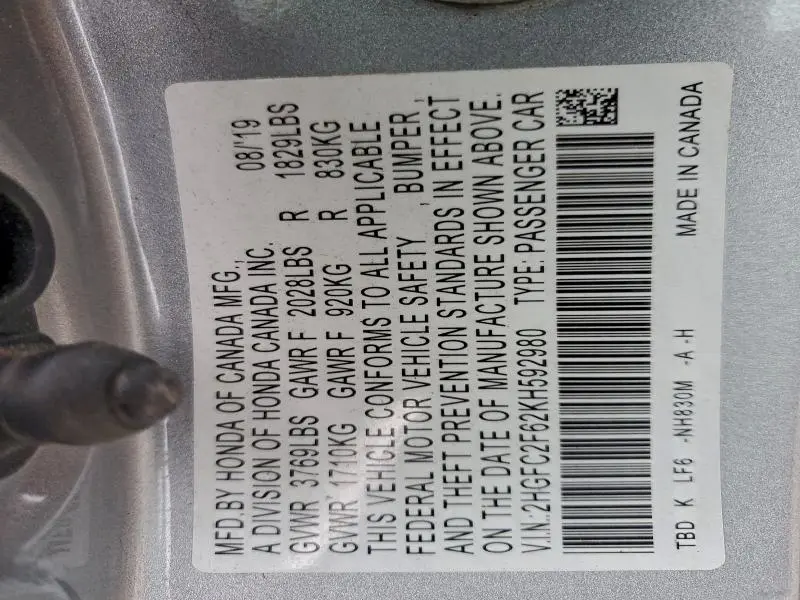 MFD.BY HONDA OF CANADA MFG., 08/'19
A DIVISION OF HONDA CANADA INC.
GVWR 3769LBS GAWR F 2028LBS R 1829LBS
GVWR 1710KG GAWR F 920KG R 830KG
THIS VEHICLE CONFORMS TO ALL APPLICABLE
FEDERAL MOTOR VEHICLE SAFETY , BUMPER ,
AND THEFT PREVENTION STANDARDS IN EFFECT
ON THE DATE OF MANUFACTURE SHOWN ABOVE.
V.I.N.:2HGFC2F62KH592980 TYPE: PASSENGER CAR
TBD K LF6 -NH830M -A -H MADE IN CANADA